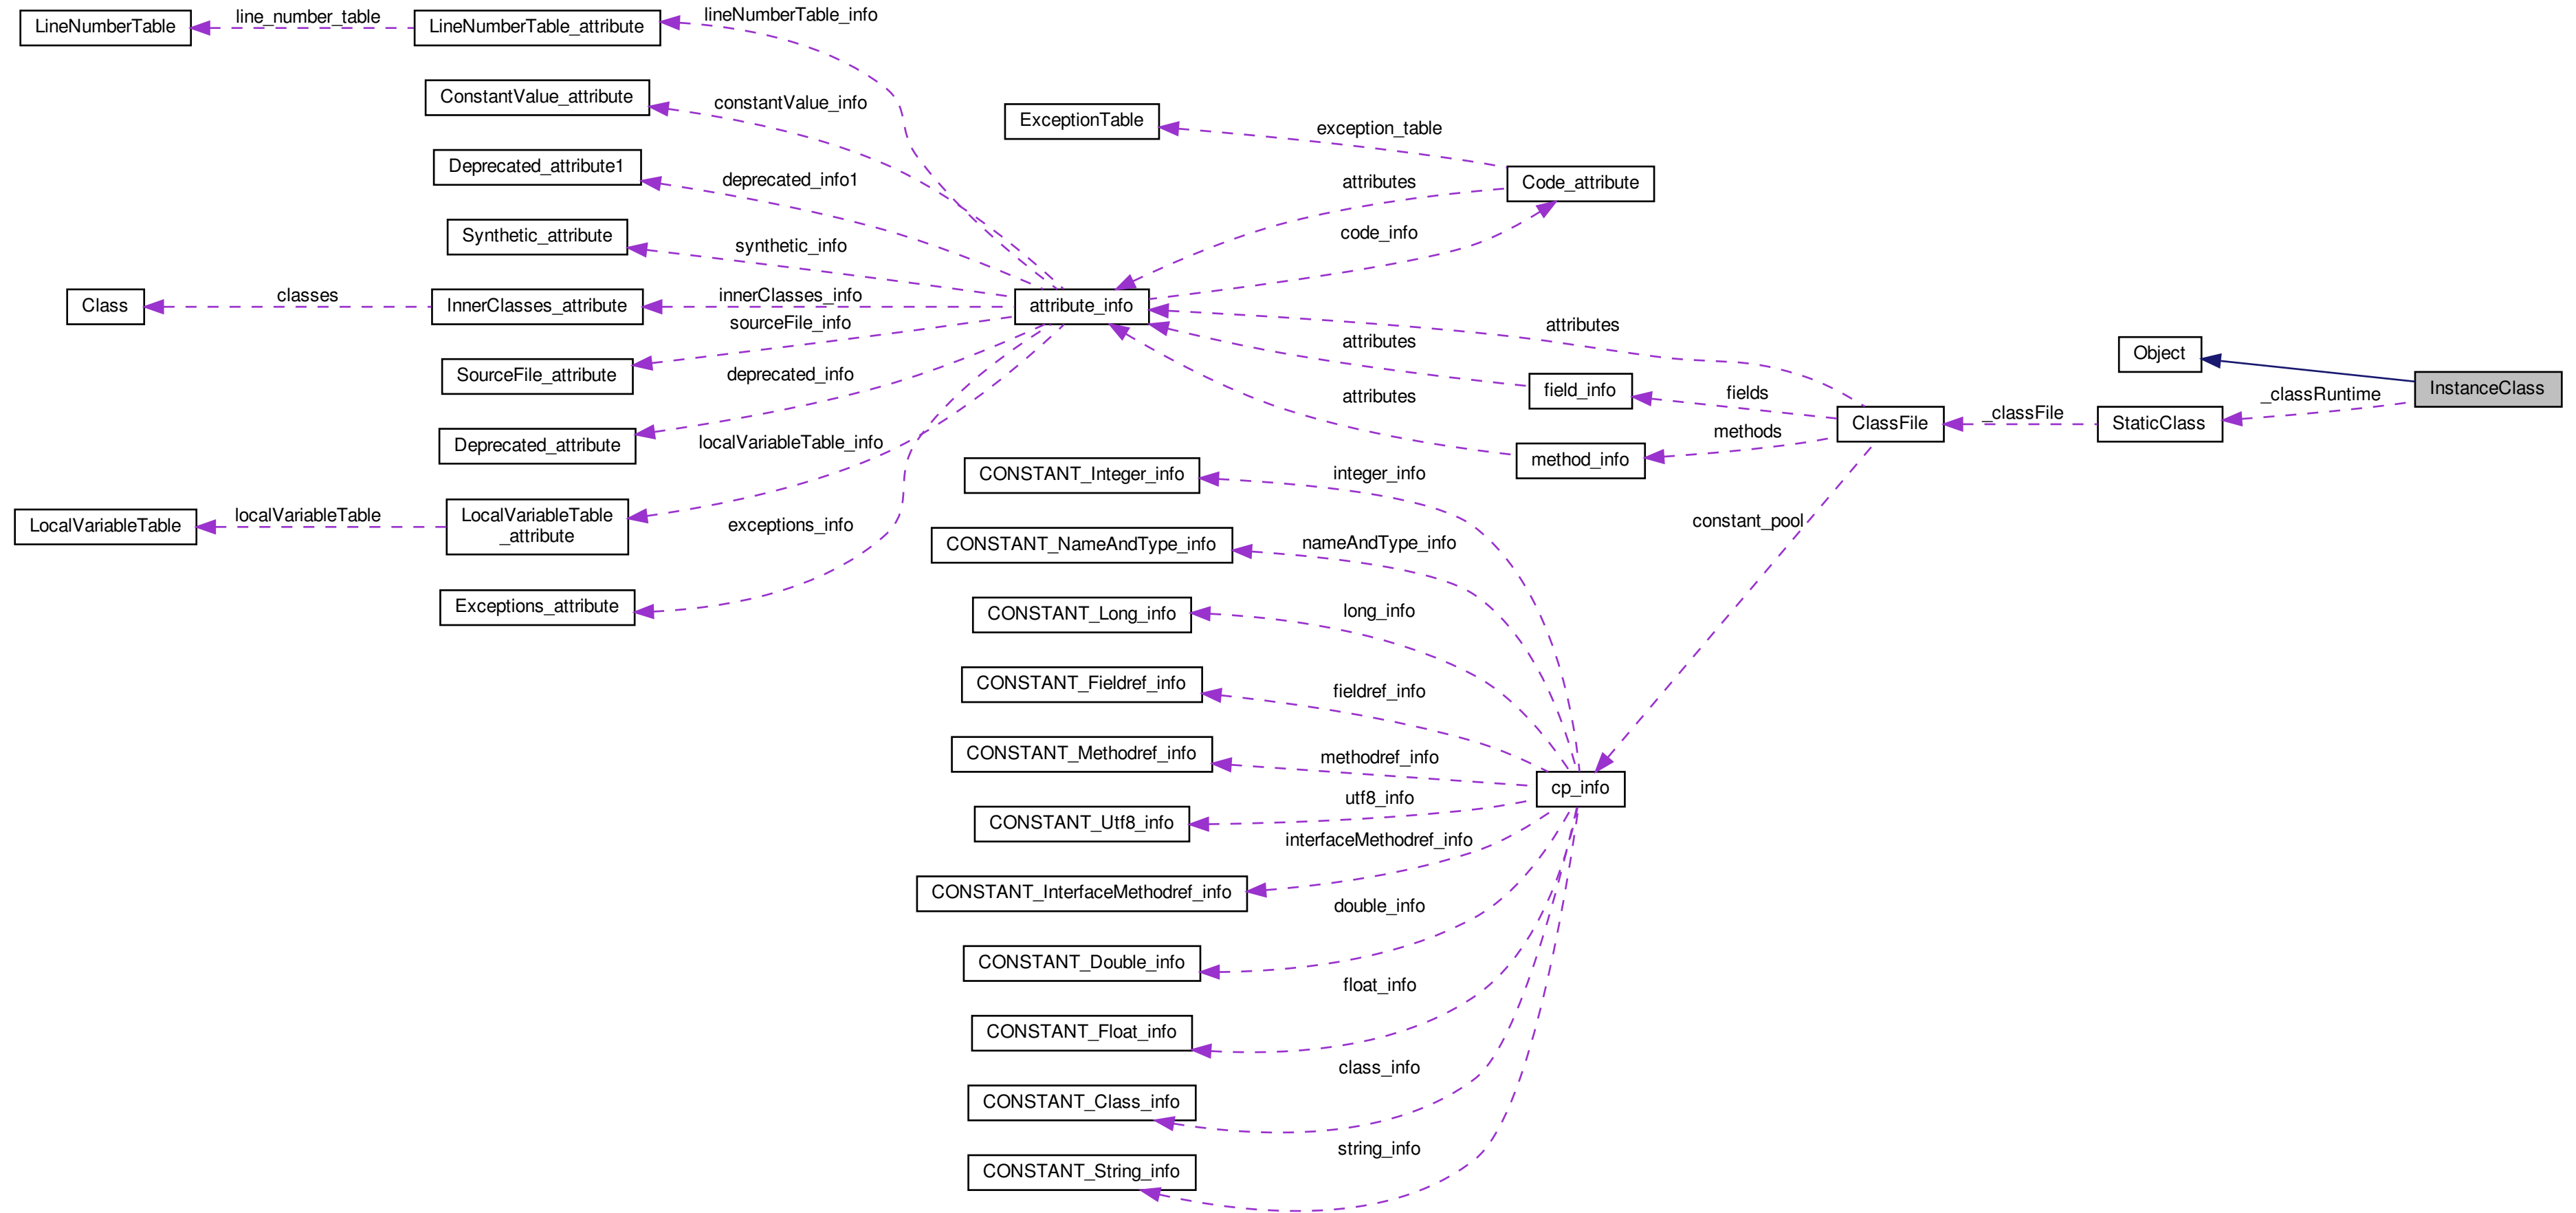 LineNumberTable
line_number_table
LineNumberTable_attribute
lineNumberTable_info
ConstantValue_attribute
constantValue_info
ExceptionTable
exception_table
Deprecated_attribute1
deprecated_info1
attributes
Code_attribute
Synthetic_attribute
synthetic_info
code_info
Class
classes
InnerClasses_attribute
innerClasses_info
attribute_info
sourceFile_info
attributes
attributes
Object
SourceFile_attribute
deprecated_info
field_info
fields
InstanceClass
_classRuntime
attributes
_classFile
ClassFile
StaticClass
methods
Deprecated_attribute
localVariableTable_info
method_info
CONSTANT_Integer_info
integer_info
LocalVariableTable
localVariableTable
LocalVariableTable
_attribute
exceptions_info
constant_pool
CONSTANT_NameAndType_info
nameAndType_info
Exceptions_attribute
CONSTANT_Long_info
long_info
CONSTANT_Fieldref_info
fieldref_info
CONSTANT_Methodref_info
methodref_info
cp_info
utf8_info
CONSTANT_Utf8_info
interfaceMethodref_info
CONSTANT_InterfaceMethodref_info
double_info
CONSTANT_Double_info
float_info
CONSTANT_Float_info
class_info
CONSTANT_Class_info
string_info
CONSTANT_String_info